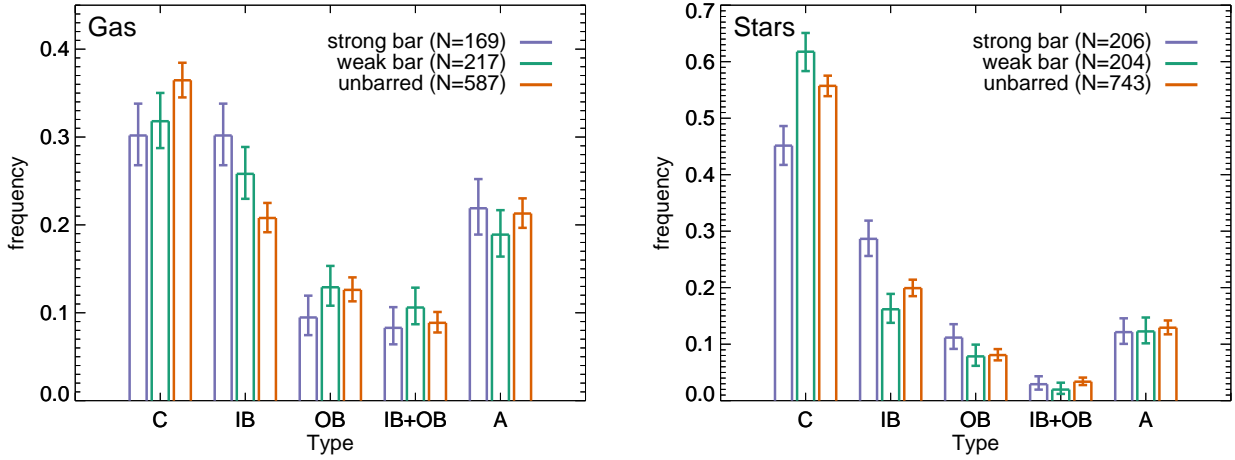 Gas
strong bar (N=169)
weak bar (N=217)
unbarred (N=587)
frequency
0.4
0.3
0.2
0.1
0.0
C IB OB IB+OB A
Type
Stars
strong bar (N=206)
weak bar (N=204)
unbarred (N=743)
frequency
0.7
0.6
0.5
0.4
0.3
0.2
0.1
0.0
C IB OB IB+OB A
Type